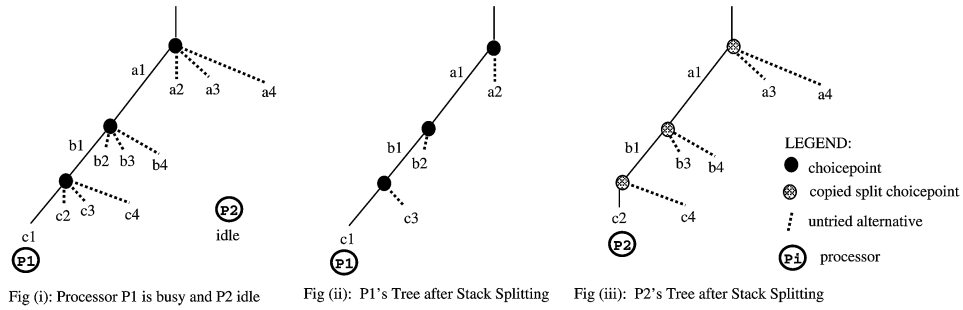 a1
a2
a3
a4
b1
b2
b3
b4
c2
c3
c4
c1
P1
P2
idle
Fig (i): Processor P1 is busy and P2 idle
a1
a2
b1
b2
c3
c1
P1
Fig (ii): P1's Tree after Stack Splitting
a1
a3
a4
b1
b3
b4
c2
c4
P2
Fig (iii): P2's Tree after Stack Splitting
LEGEND:
choicepoint
copied split choicepoint
untried alternative
Pi processor